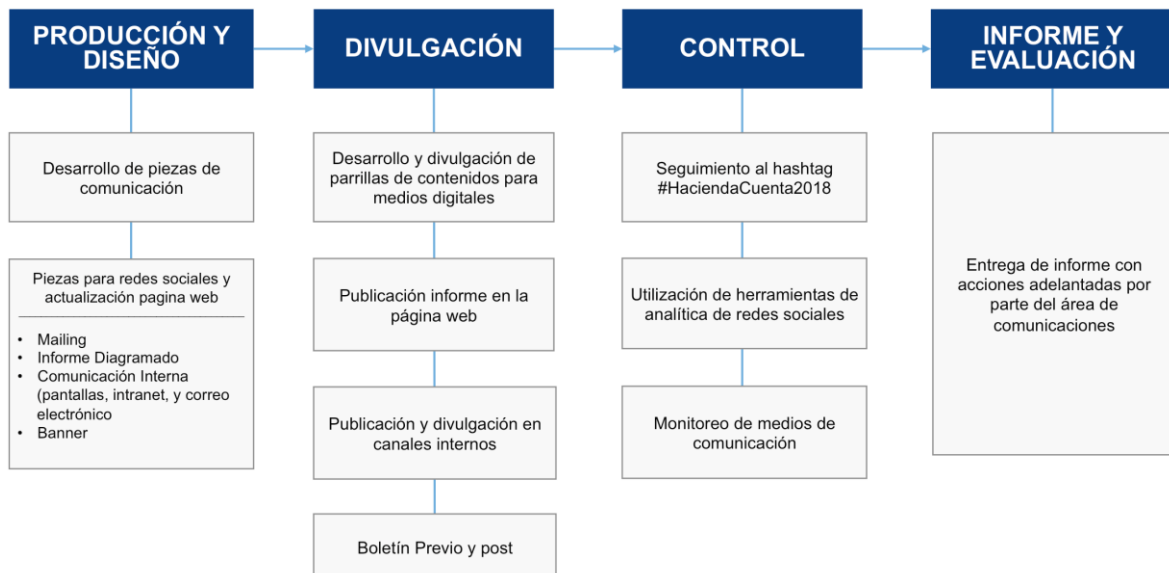 PRODUCCIÓN Y
DISEÑO
DIVULGACIÓN
CONTROL
INFORME Y
EVALUACIÓN
Desarrollo de piezas de
comunicación
Piezas para redes sociales y
actualización pagina web
• Mailing
• Informe Diagramado
• Comunicación Interna
(pantallas, intranet, y correo
electrónico
• Banner
Desarrollo y divulgación de
parrillas de contenidos para
medios digitales
Publicación informe en la
página web
Publicación y divulgación en
canales internos
Boletín Previo y post
Seguimiento al hashtag
#HaciendaCuenta2018
Utilización de herramientas de
analítica de redes sociales
Monitoreo de medios de
comunicación
Entrega de informe con
acciones adelantadas por
parte del área de
comunicaciones